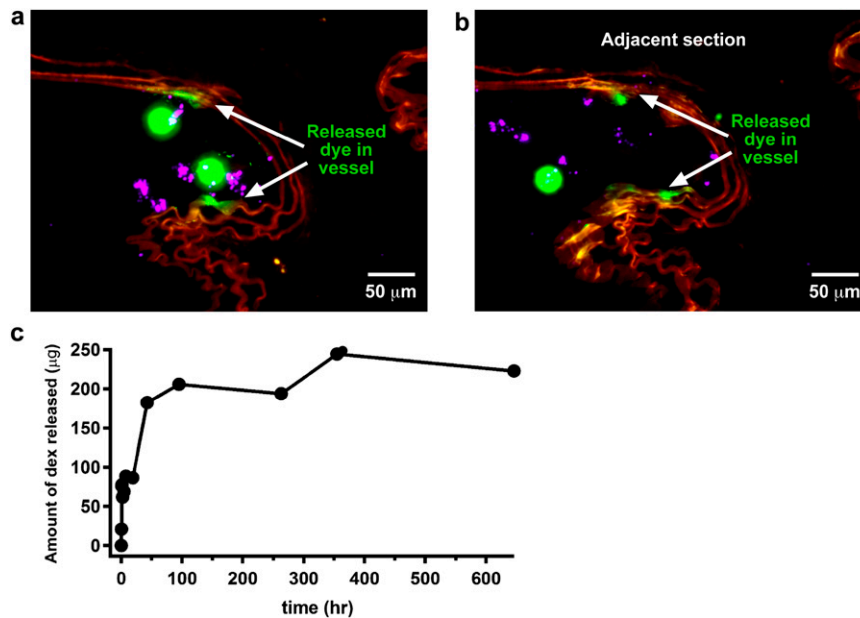 a
Released
dye in
vessel
50 μm
b
Adjacent section
Released
dye in
vessel
50 μm
c
Amount of dex released (μg)
250
200
150
100
50
0
0 100 200 300 400 500 600
time (hr)